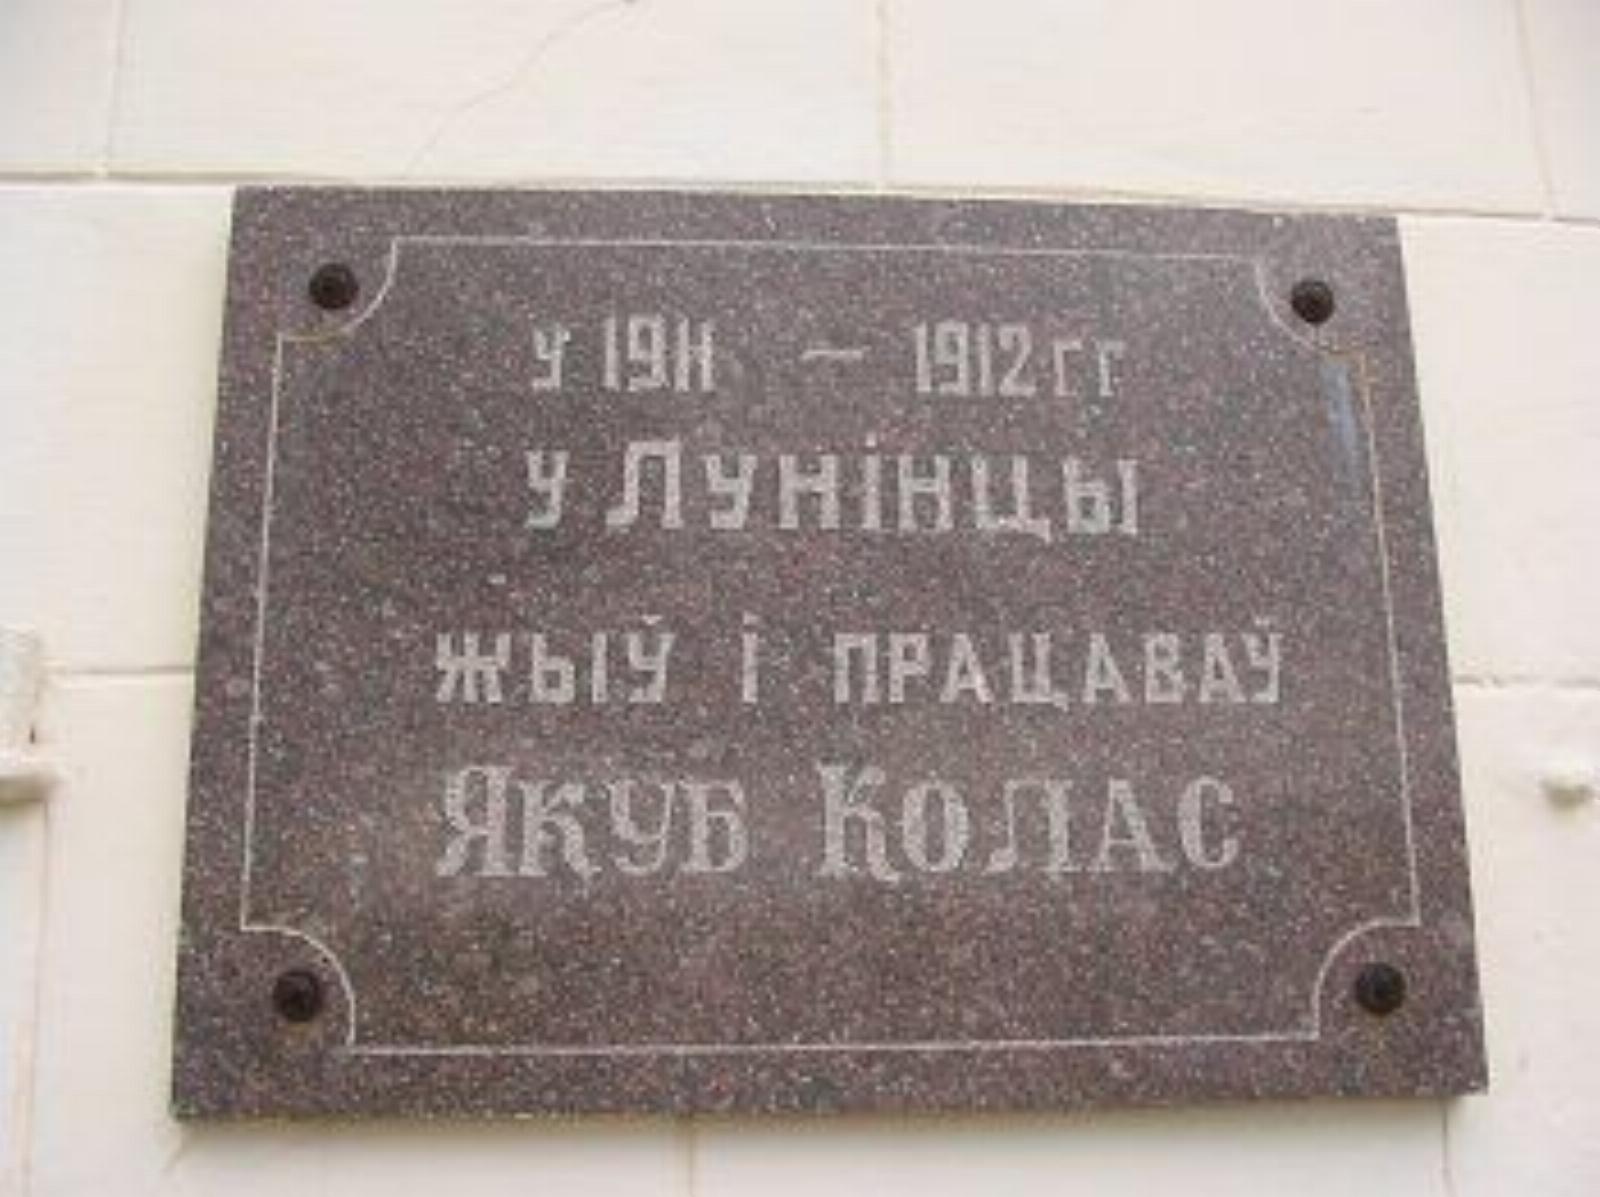 у 1911 — 1912 гг
у Лунінцы
жыў і працаваў
Якуб Колас